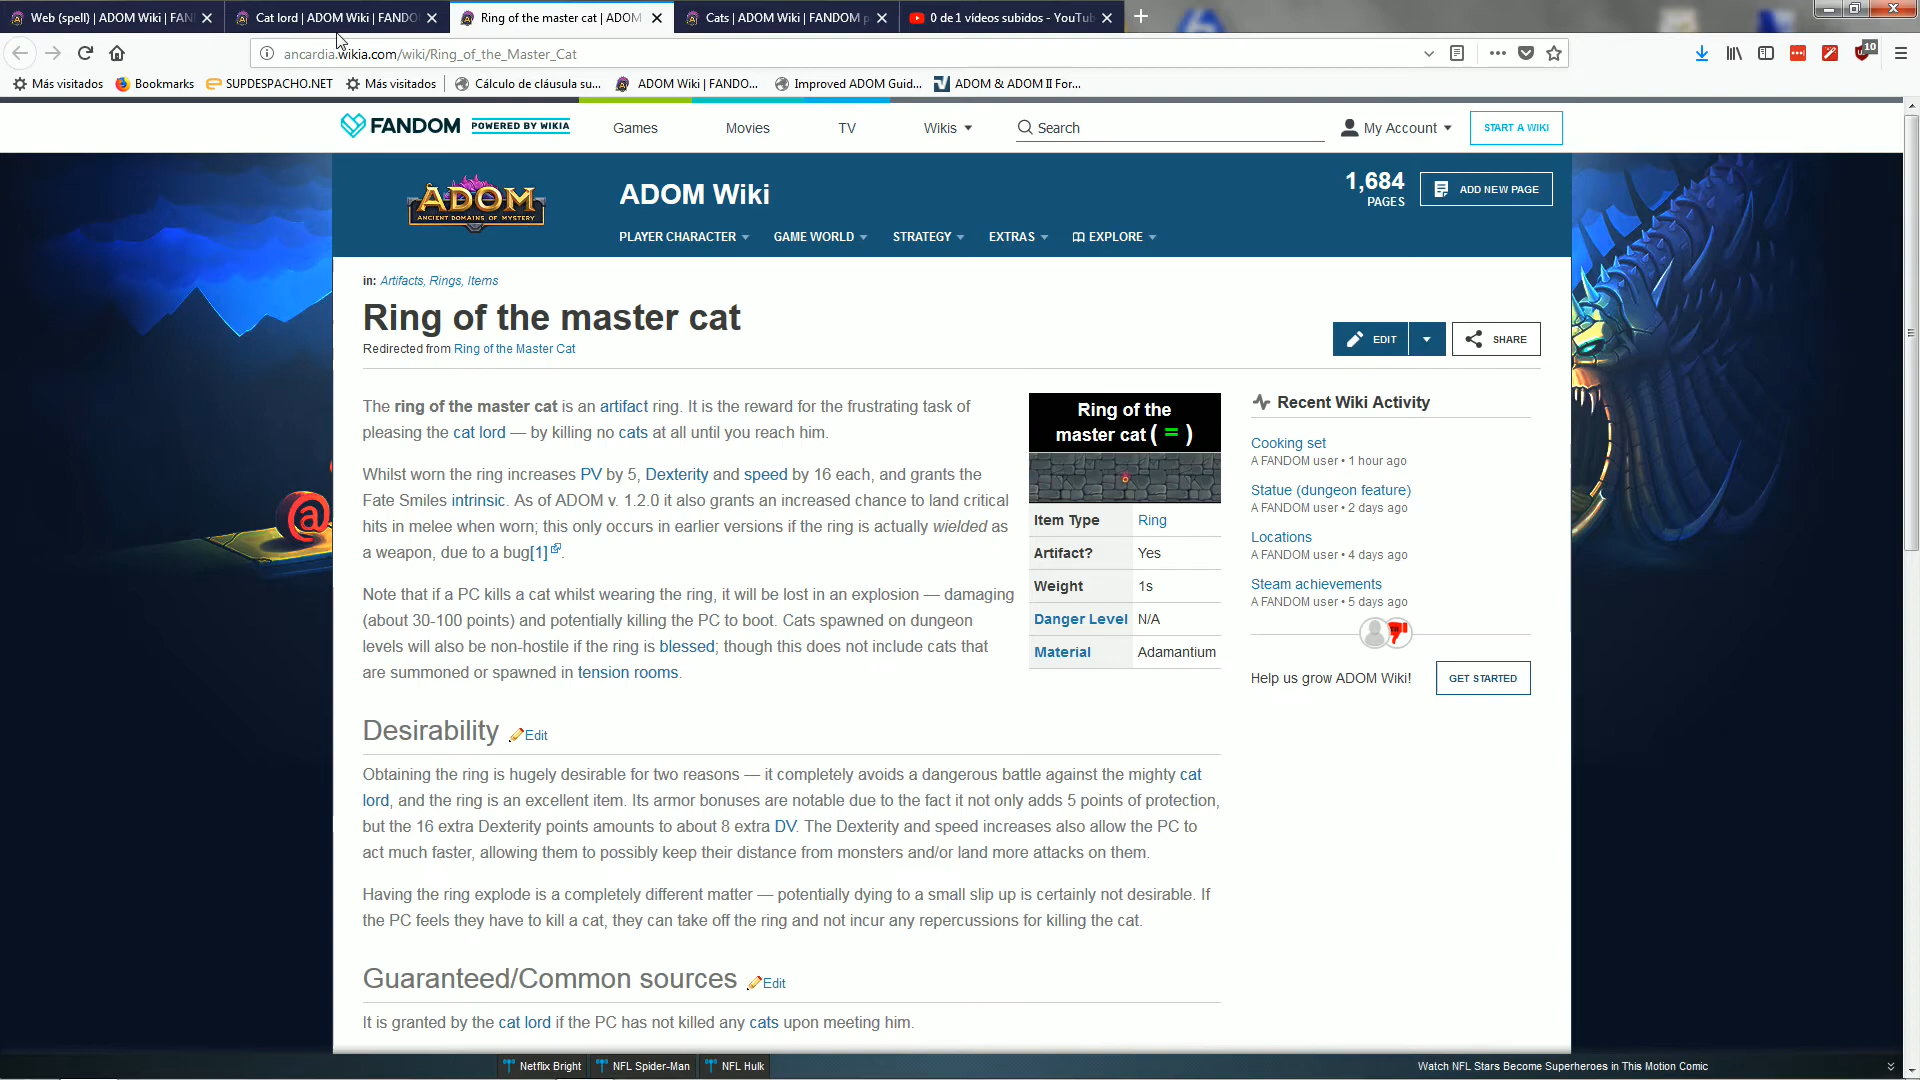 Web (spell) | ADOM Wiki | FAN
Cat lord | ADOM Wiki | FANDO
Ring of the master cat | ADOM
Cats | ADOM Wiki | FANDOM p
0 de 1 vídeos subidos - YouTub
ancardia.wikia.com/wiki/Ring_of_the_Master_Cat
10
Más visitados
Bookmarks
SUPDESPACHO.NET
Más visitados
Cálculo de cláusula su...
ADOM Wiki | FANDO...
Improved ADOM Guid...
ADOM & ADOM II For...
FANDOM POWERED BY WIKIA
Games
Movies
TV
Wikis
Search
My Account
START A WIKI
ADOM
ANCIENT DOMAINS OF MYSTERY
ADOM Wiki
1,684
PAGES
ADD NEW PAGE
PLAYER CHARACTER
GAME WORLD
STRATEGY
EXTRAS
EXPLORE
in: Artifacts, Rings, Items
Ring of the master cat
Redirected from Ring of the Master Cat
EDIT
SHARE
The ring of the master cat is an artifact ring. It is the reward for the frustrating task of
pleasing the cat lord — by killing no cats at all until you reach him.
Whilst worn the ring increases PV by 5, Dexterity and speed by 16 each, and grants the
Fate Smiles intrinsic. As of ADOM v. 1.2.0 it also grants an increased chance to land critical
hits in melee when worn; this only occurs in earlier versions if the ring is actually wielded as
a weapon, due to a bug[1].
Note that if a PC kills a cat whilst wearing the ring, it will be lost in an explosion — damaging
(about 30-100 points) and potentially killing the PC to boot. Cats spawned on dungeon
levels will also be non-hostile if the ring is blessed; though this does not include cats that
are summoned or spawned in tension rooms.
Ring of the
master cat ( = )
Item Type Ring
Artifact? Yes
Weight 1s
Danger Level N/A
Material Adamantium
Recent Wiki Activity
Cooking set
A FANDOM user • 1 hour ago
Statue (dungeon feature)
A FANDOM user • 2 days ago
Locations
A FANDOM user • 4 days ago
Steam achievements
A FANDOM user • 5 days ago
Help us grow ADOM Wiki!
GET STARTED
@
Desirability
Edit
Obtaining the ring is hugely desirable for two reasons — it completely avoids a dangerous battle against the mighty cat
lord, and the ring is an excellent item. Its armor bonuses are notable due to the fact it not only adds 5 points of protection,
but the 16 extra Dexterity points amounts to about 8 extra DV. The Dexterity and speed increases also allow the PC to
act much faster, allowing them to possibly keep their distance from monsters and/or land more attacks on them.
Having the ring explode is a completely different matter — potentially dying to a small slip up is certainly not desirable. If
the PC feels they have to kill a cat, they can take off the ring and not incur any repercussions for killing the cat.
Guaranteed/Common sources
Edit
It is granted by the cat lord if the PC has not killed any cats upon meeting him.
Netflix Bright
NFL Spider-Man
NFL Hulk
Watch NFL Stars Become Superheroes in This Motion Comic